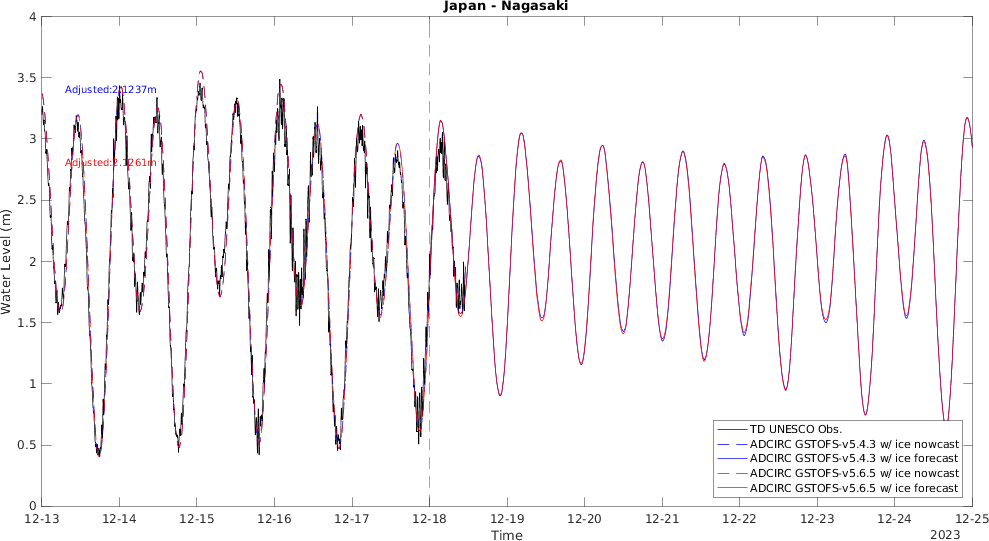 Japan - Nagasaki
4
3.5
3
2.5
2
1.5
1
0.5
0
Water Level (m)
Adjusted:2.1237m
Adjusted:2.1261m
TD UNESCO Obs.
ADCIRC GSTOFS-v5.4.3 w/ ice nowcast
ADCIRC GSTOFS-v5.4.3 w/ ice forecast
ADCIRC GSTOFS-v5.6.5 w/ ice nowcast
ADCIRC GSTOFS-v5.6.5 w/ ice forecast
12-13 12-14 12-15 12-16 12-17 12-18 12-19 12-20 12-21 12-22 12-23 12-24 12-25
Time
2023